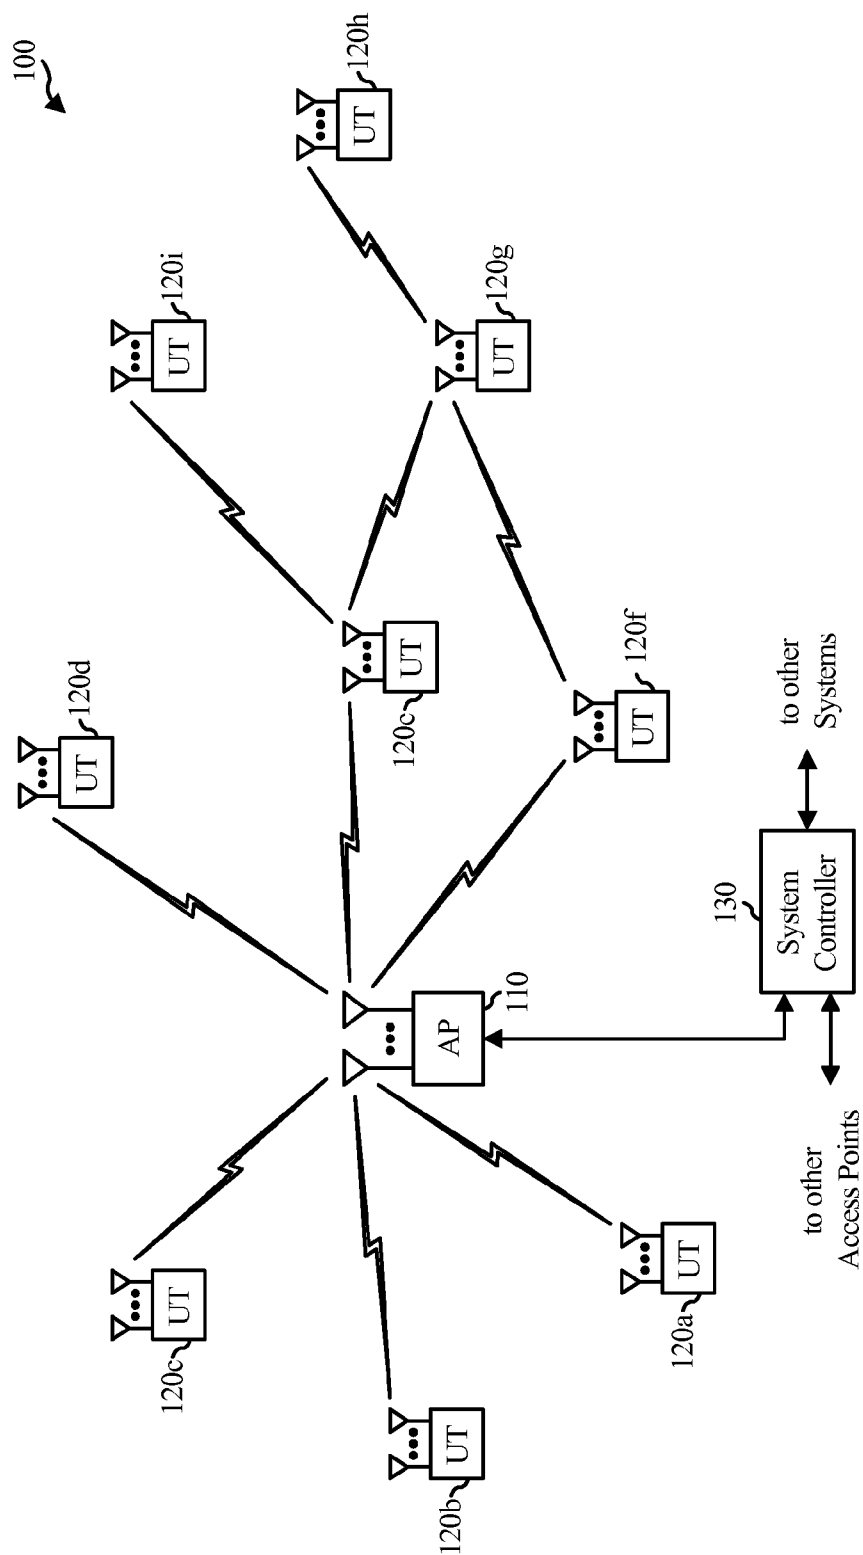 100
UT
120d
UT
120c
UT
120i
UT
120h
UT
120c
UT
120b
AP
110
UT
120g
UT
120f
UT
120a
130
System
Controller
to other
Systems
to other
Access Points